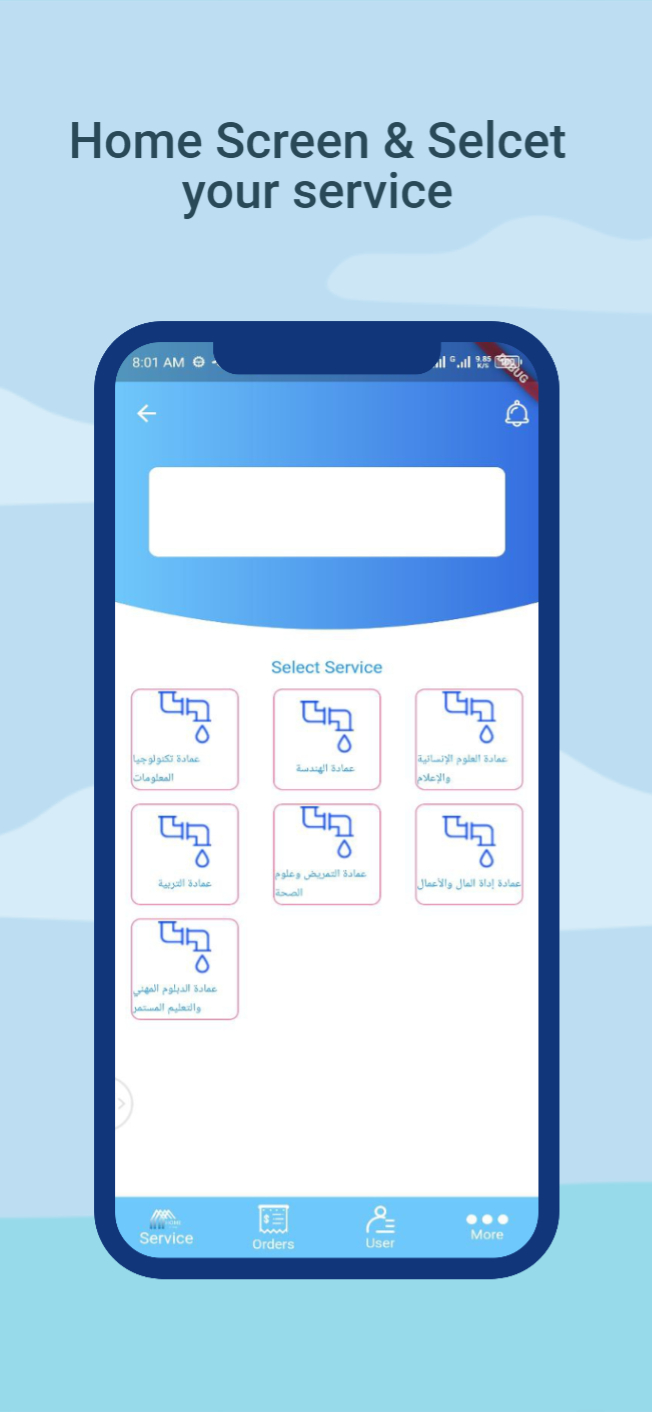 Home Screen & Selcet
your service
8:01 AM
G
9.85
K/S
DEBUG
Select Service
عمادة تكنولوجيا
المعلومات
عمادة الهندسة
عمادة العلوم الإنسانية
والإعلام
عمادة التربية
عمادة التمريض وعلوم
الصحة
عمادة إداة المال والأعمال
عمادة الدبلوم المهني
والتعليم المستمر
Service
Orders
User
More